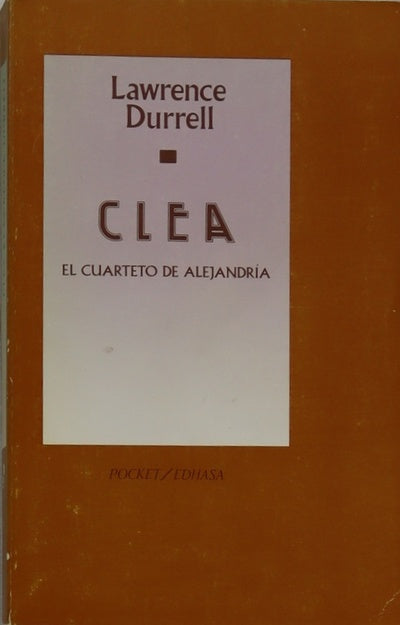 Lawrence
Durrell
CLEA
EL CUARTETO DE ALEJANDRÍA
POCKET/EDHASA